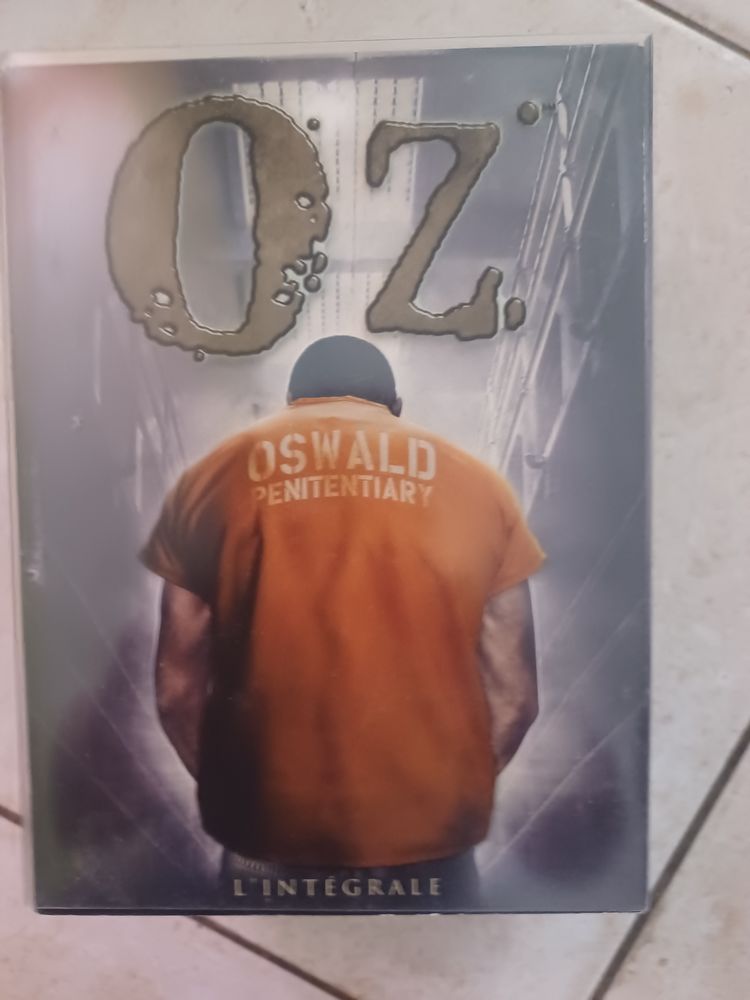 OZ
OSWALD
PENITENTIARY
L'INTÉGRALE